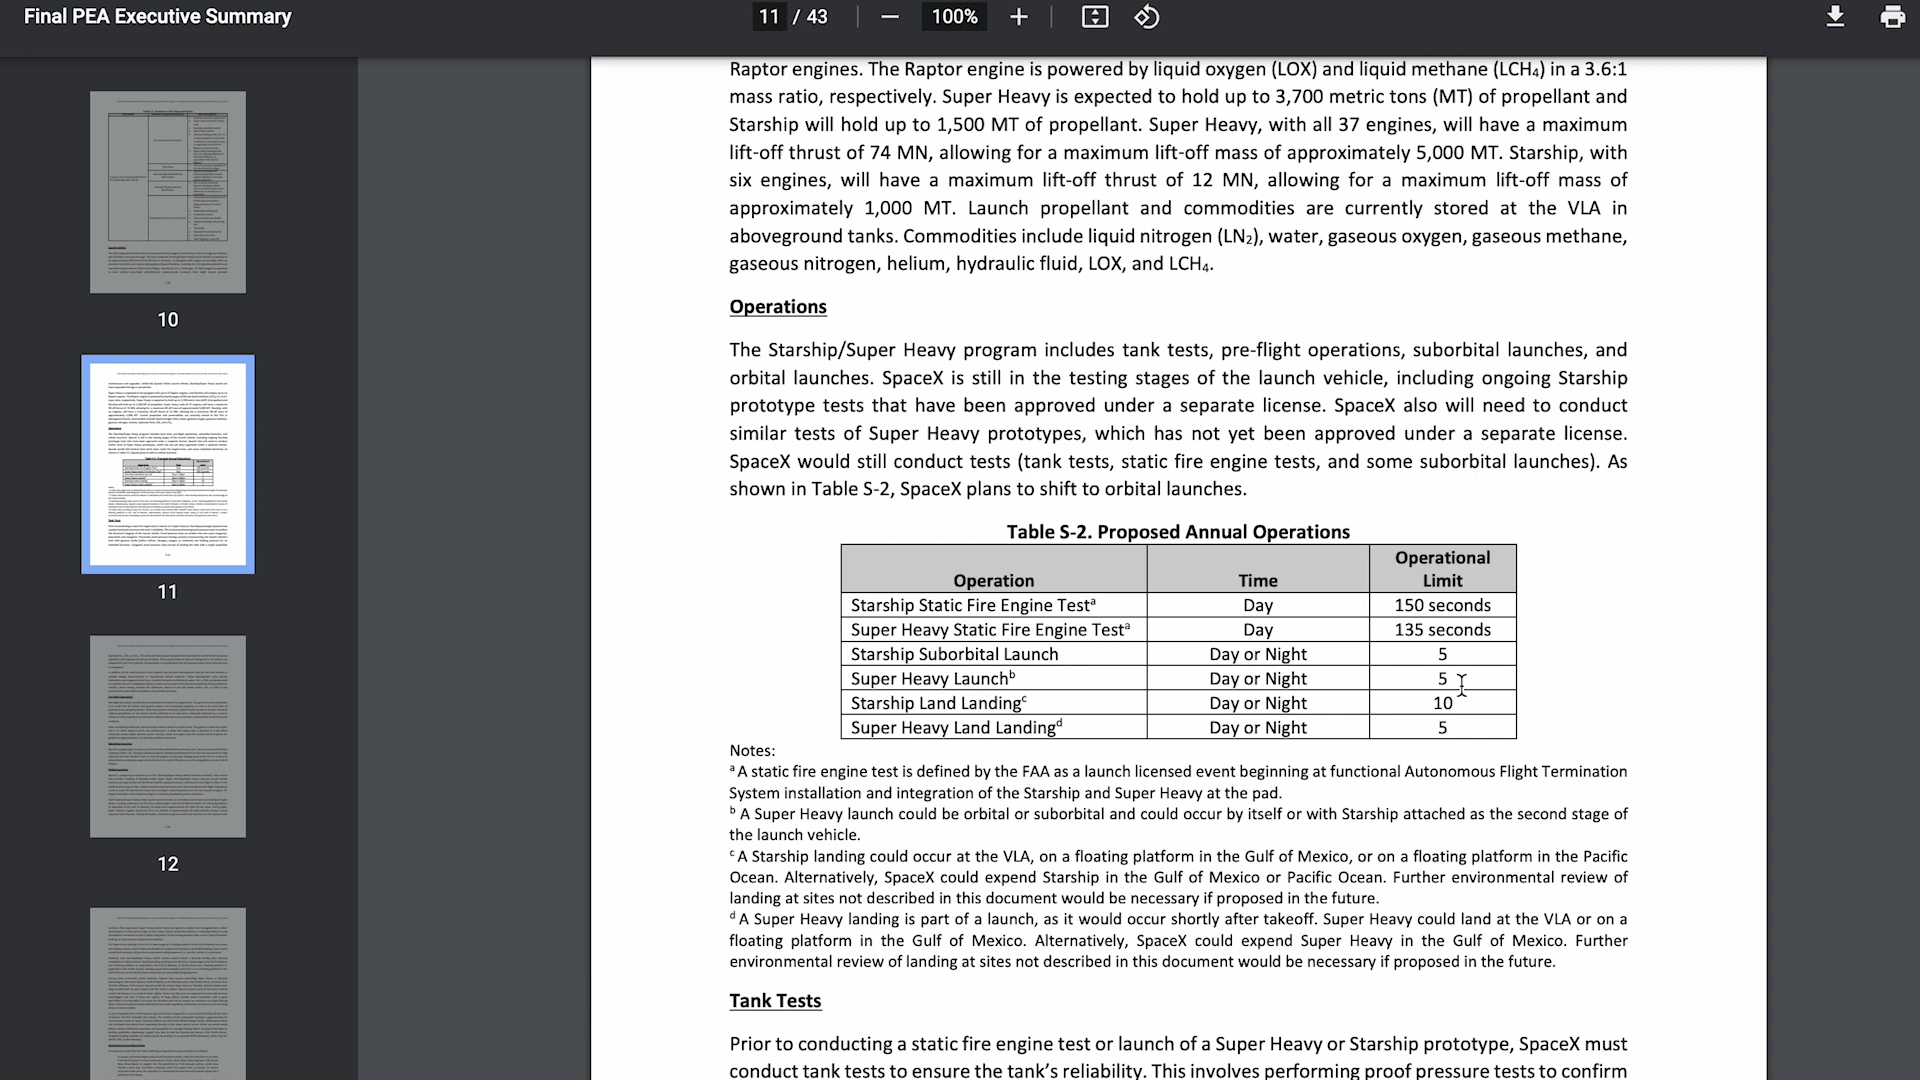 Final PEA Executive Summary
11 / 43
100%
10
11
12
Raptor engines. The Raptor engine is powered by liquid oxygen (LOX) and liquid methane (LCH₄) in a 3.6:1
mass ratio, respectively. Super Heavy is expected to hold up to 3,700 metric tons (MT) of propellant and
Starship will hold up to 1,500 MT of propellant. Super Heavy, with all 37 engines, will have a maximum
lift-off thrust of 74 MN, allowing for a maximum lift-off mass of approximately 5,000 MT. Starship, with
six engines, will have a maximum lift-off thrust of 12 MN, allowing for a maximum lift-off mass of
approximately 1,000 MT. Launch propellant and commodities are currently stored at the VLA in
aboveground tanks. Commodities include liquid nitrogen (LN₂), water, gaseous oxygen, gaseous methane,
gaseous nitrogen, helium, hydraulic fluid, LOX, and LCH₄.
Operations
The Starship/Super Heavy program includes tank tests, pre-flight operations, suborbital launches, and
orbital launches. SpaceX is still in the testing stages of the launch vehicle, including ongoing Starship
prototype tests that have been approved under a separate license. SpaceX also will need to conduct
similar tests of Super Heavy prototypes, which has not yet been approved under a separate license.
SpaceX would still conduct tests (tank tests, static fire engine tests, and some suborbital launches). As
shown in Table S-2, SpaceX plans to shift to orbital launches.
Table S-2. Proposed Annual Operations
Operation Time Operational Limit
Starship Static Fire Engine Testᵃ Day 150 seconds
Super Heavy Static Fire Engine Testᵃ Day 135 seconds
Starship Suborbital Launch Day or Night 5
Super Heavy Launchᵇ Day or Night 5
Starship Land Landingᶜ Day or Night 10
Super Heavy Land Landingᵈ Day or Night 5
Notes:
ᵃ A static fire engine test is defined by the FAA as a launch licensed event beginning at functional Autonomous Flight Termination
System installation and integration of the Starship and Super Heavy at the pad.
ᵇ A Super Heavy launch could be orbital or suborbital and could occur by itself or with Starship attached as the second stage of
the launch vehicle.
ᶜ A Starship landing could occur at the VLA, on a floating platform in the Gulf of Mexico, or on a floating platform in the Pacific
Ocean. Alternatively, SpaceX could expend Starship in the Gulf of Mexico or Pacific Ocean. Further environmental review of
landing at sites not described in this document would be necessary if proposed in the future.
ᵈ A Super Heavy landing is part of a launch, as it would occur shortly after takeoff. Super Heavy could land at the VLA or on a
floating platform in the Gulf of Mexico. Alternatively, SpaceX could expend Super Heavy in the Gulf of Mexico. Further
environmental review of landing at sites not described in this document would be necessary if proposed in the future.
Tank Tests
Prior to conducting a static fire engine test or launch of a Super Heavy or Starship prototype, SpaceX must
conduct tank tests to ensure the tank's reliability. This involves performing proof pressure tests to confirm